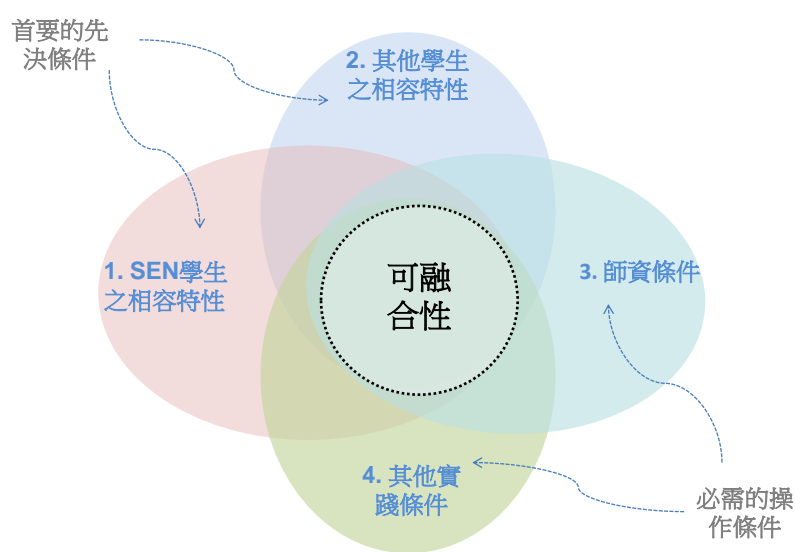 首要的先
決條件
2. 其他學生
之相容特性
1. SEN學生
之相容特性
可融
合性
3. 師資條件
4. 其他實
踐條件
必需的操
作條件